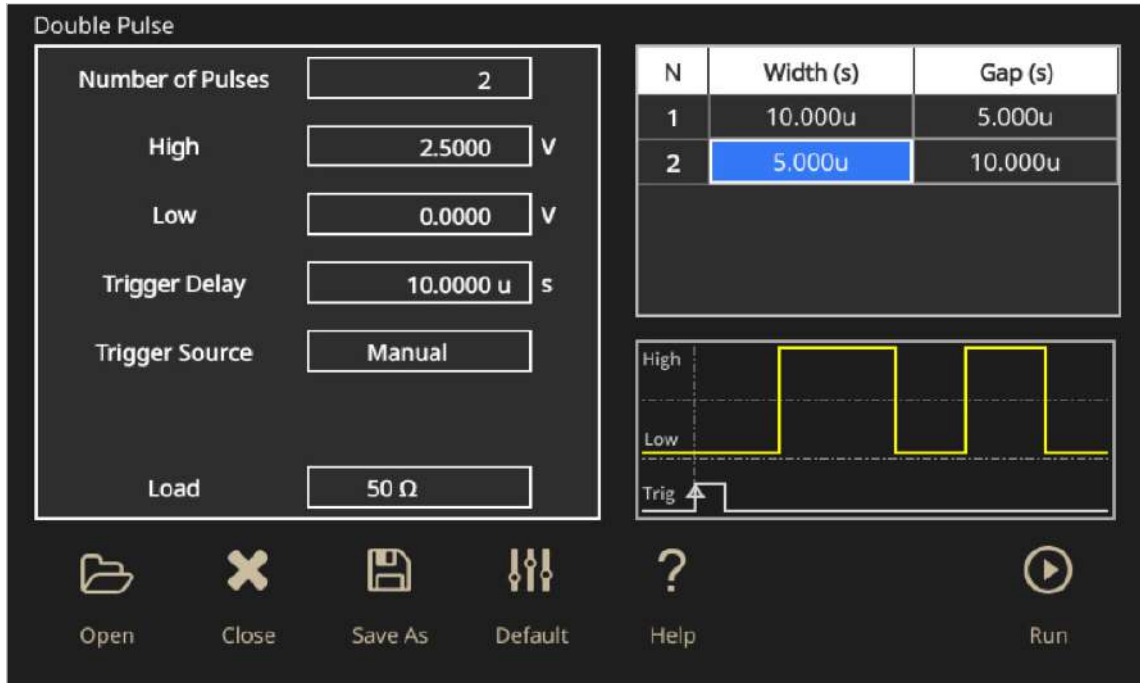 Double Pulse
Number of Pulses 2
High 2.5000 V
Low 0.0000 V
Trigger Delay 10.0000 u s
Trigger Source Manual
Load 50 Ω
N Width (s) Gap (s)
1 10.000u 5.000u
2 5.000u 10.000u
High
Low
Trig
Open Close Save As Default ? Help Run